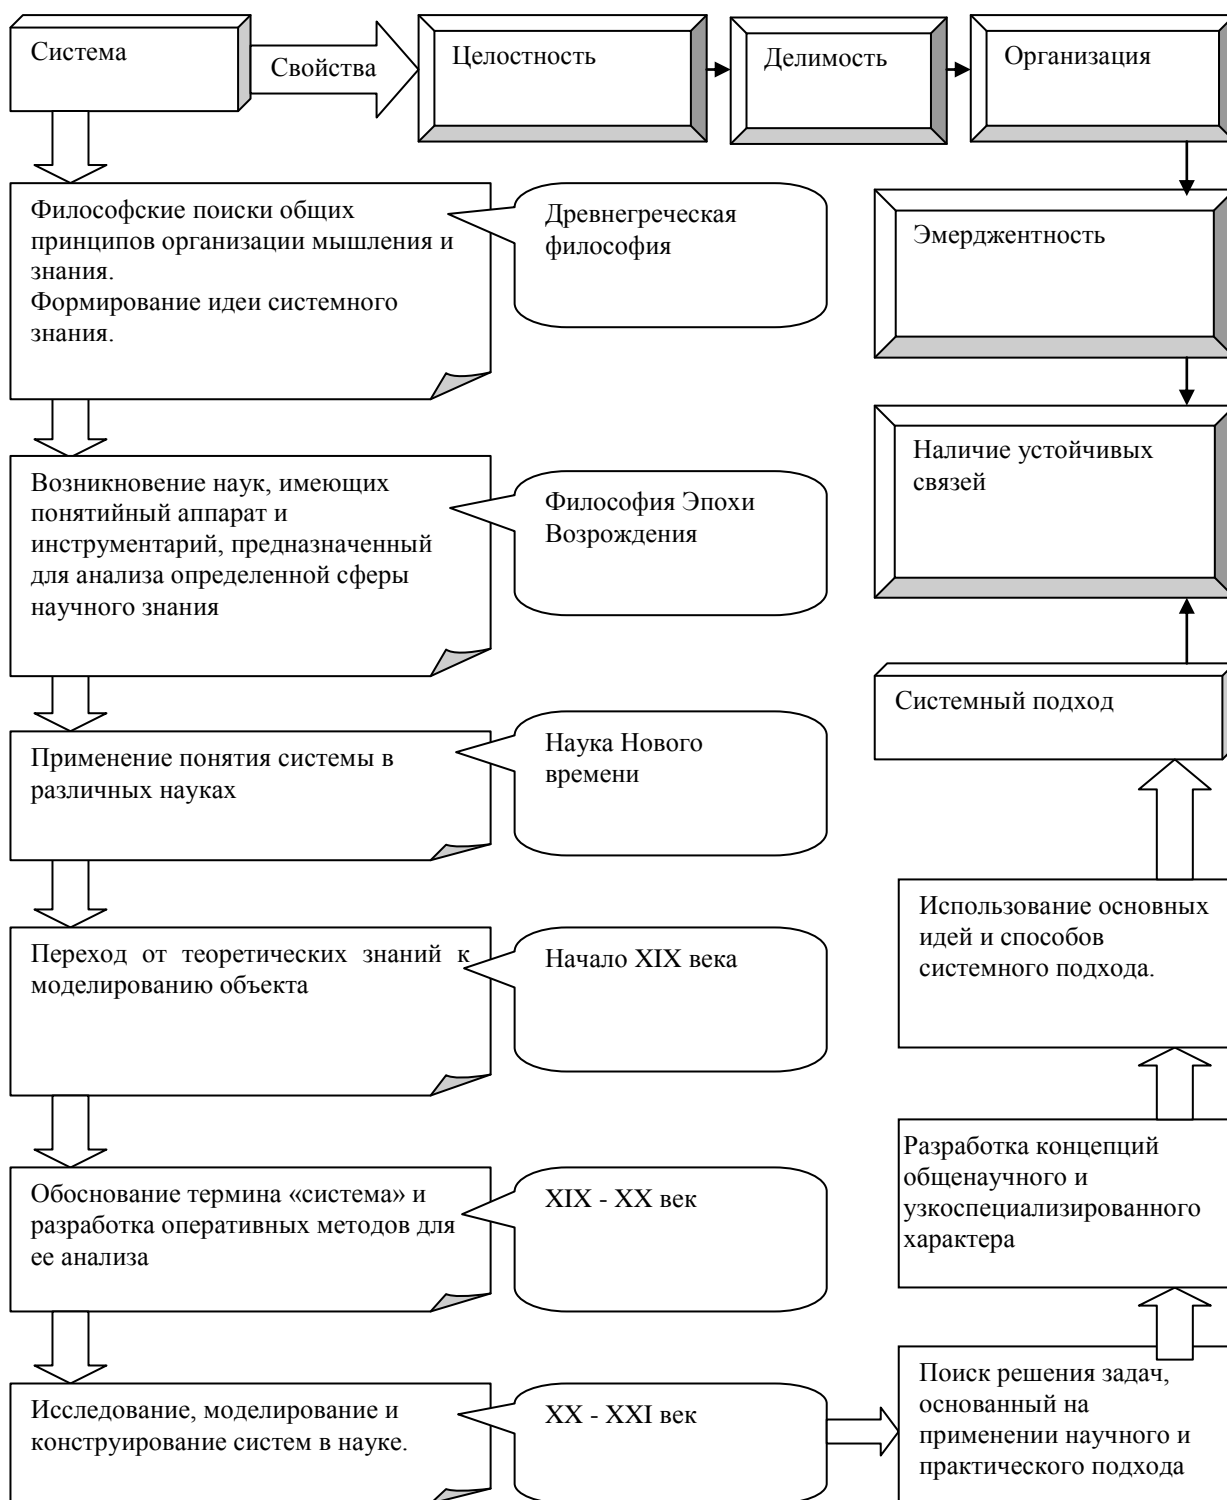 Система
Свойства
Целостность
Делимость
Организация
Философские поиски общих
принципов организации мышления и
знания.
Формирование идеи системного
знания.
Древнегреческая
философия
Эмерджентность
Наличие устойчивых
связей
Возникновение наук, имеющих
понятийный аппарат и
инструментарий, предназначенный
для анализа определенной сферы
научного знания
Философия Эпохи
Возрождения
Системный подход
Применение понятия системы в
различных науках
Наука Нового
времени
Использование основных
идей и способов
системного подхода.
Переход от теоретических знаний к
моделированию объекта
Начало XIX века
Разработка концепций
общенаучного и
узкоспециализированного
характера
Обоснование термина «система» и
разработка оперативных методов для
ее анализа
XIX - XX век
Исследование, моделирование и
конструирование систем в науке.
XX - XXI век
Поиск решения задач,
основанный на
применении научного и
практического подхода